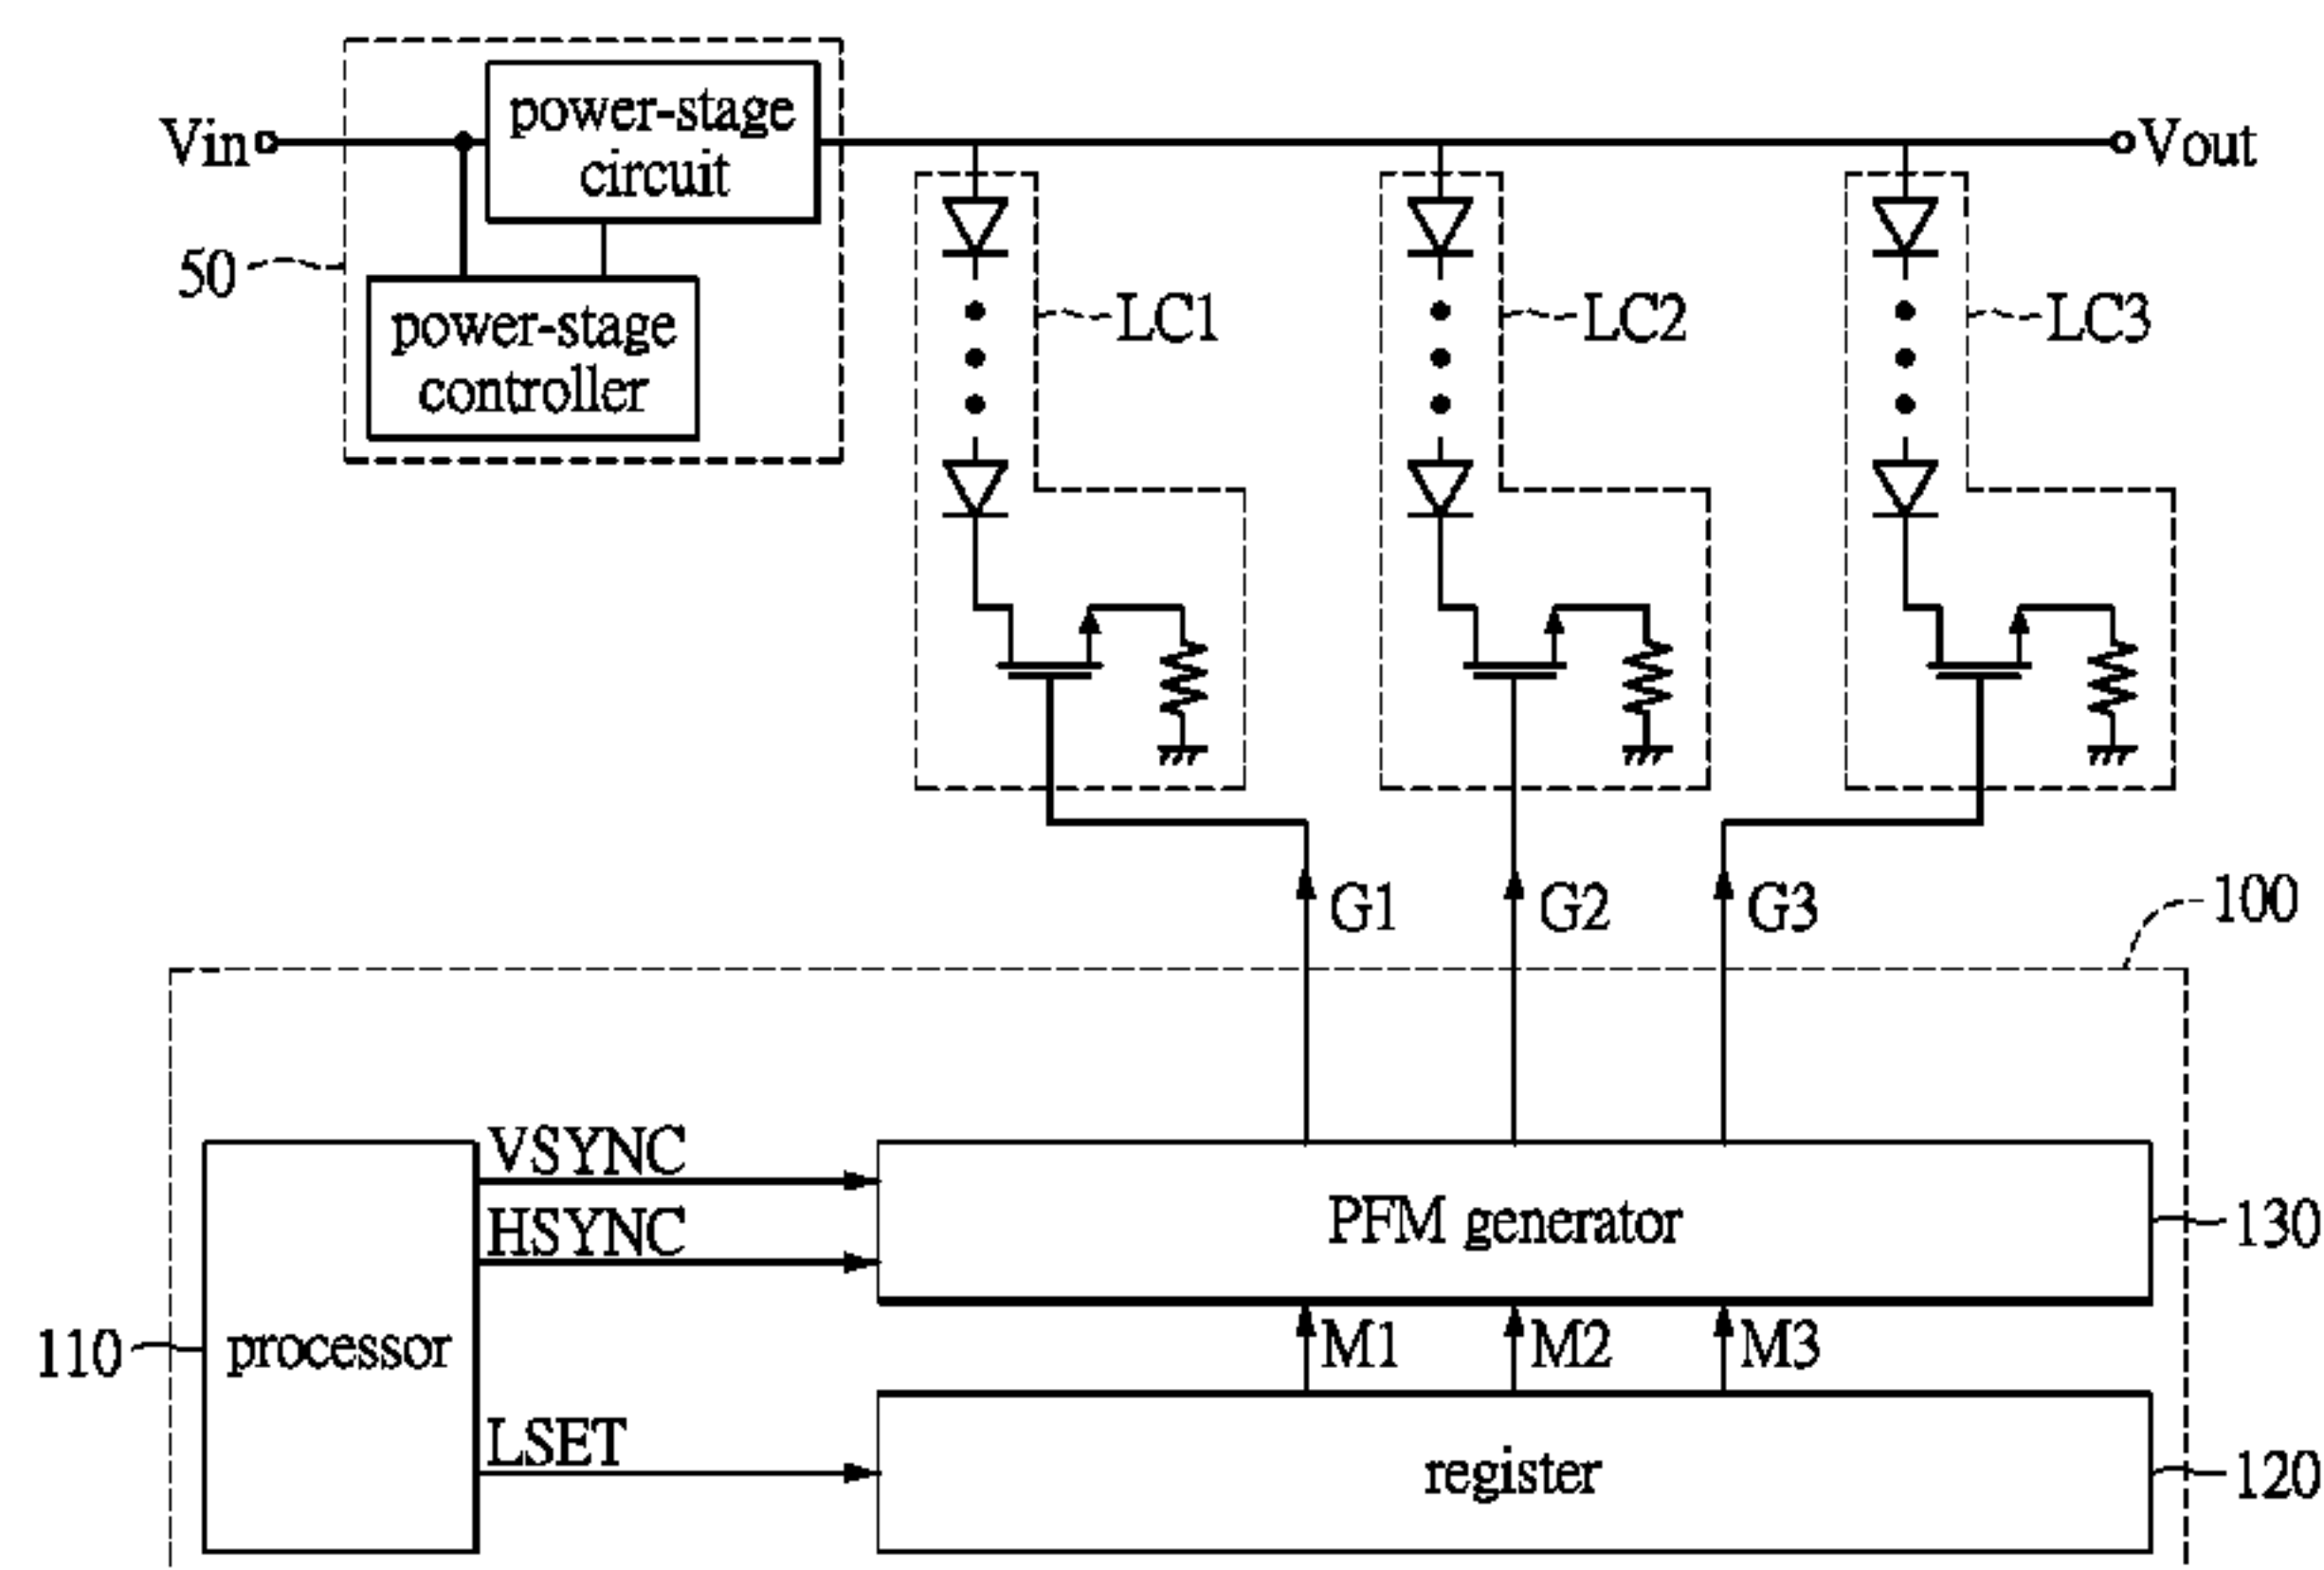 power-stage
circuit
Vin
Vout
50
power-stage
controller
LC1
LC2
LC3
G1
G2
G3
100
VSYNC
HSYNC
PFM generator
130
110
processor
M1
M2
M3
LSET
register
120